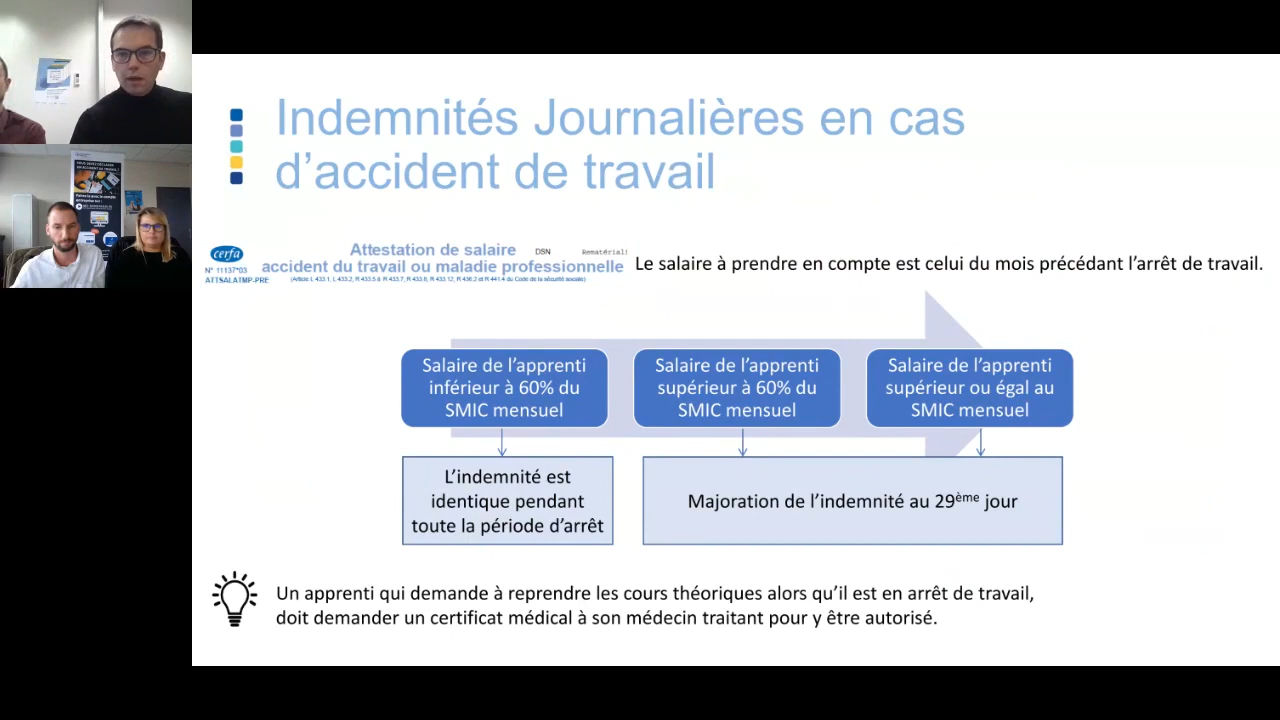 Indemnités Journalières en cas
d'accident de travail
cerfa
N° 11137*03
ATTSALATMP-PRE
Attestation de salaire
DSN
accident du travail ou maladie professionnelle
Le salaire à prendre en compte est celui du mois précédant l'arrêt de travail.
Salaire de l'apprenti
inférieur à 60% du
SMIC mensuel
Salaire de l'apprenti
supérieur à 60% du
SMIC mensuel
Salaire de l'apprenti
supérieur ou égal au
SMIC mensuel
L'indemnité est
identique pendant
toute la période d'arrêt
Majoration de l'indemnité au 29ème jour
Un apprenti qui demande à reprendre les cours théoriques alors qu'il est en arrêt de travail,
doit demander un certificat médical à son médecin traitant pour y être autorisé.